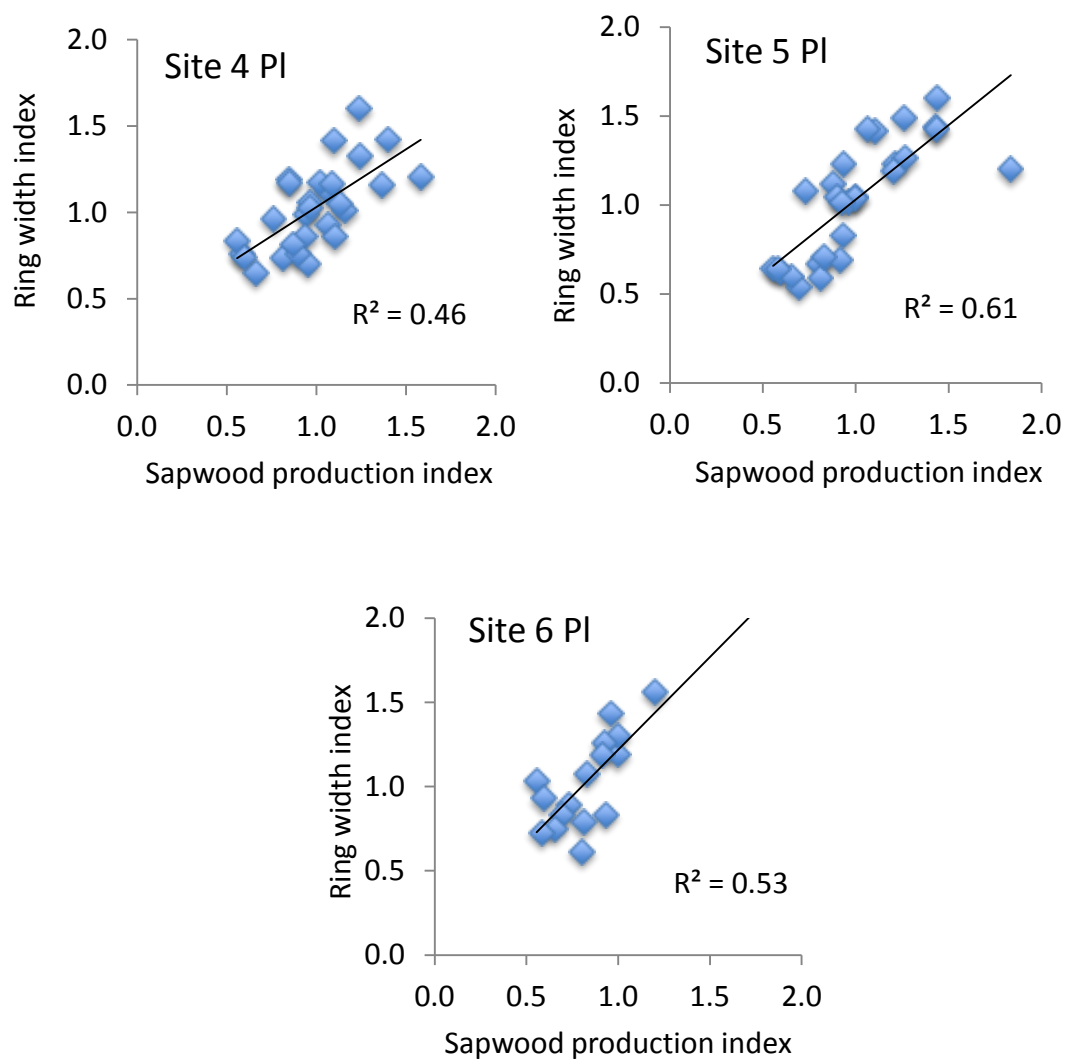 Site 4 Pl
Ring width index
2.0
1.5
1.0
0.5
0.0
R² = 0.46
0.0 0.5 1.0 1.5 2.0
Sapwood production index
Site 5 Pl
Ring width index
2.0
1.5
1.0
0.5
0.0
R² = 0.61
0.0 0.5 1.0 1.5 2.0
Sapwood production index
Site 6 Pl
Ring width index
2.0
1.5
1.0
0.5
0.0
R² = 0.53
0.0 0.5 1.0 1.5 2.0
Sapwood production index